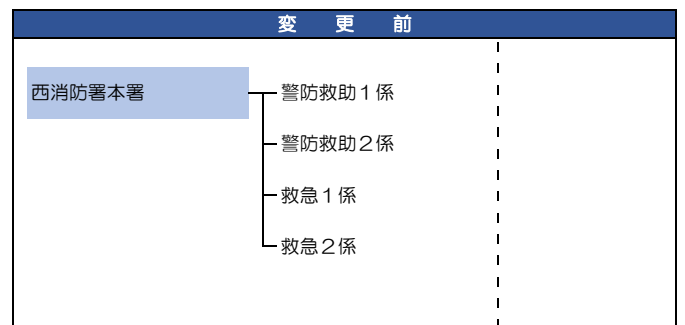 変　更　前
西消防署本署
警防救助１係
警防救助２係
救急１係
救急２係